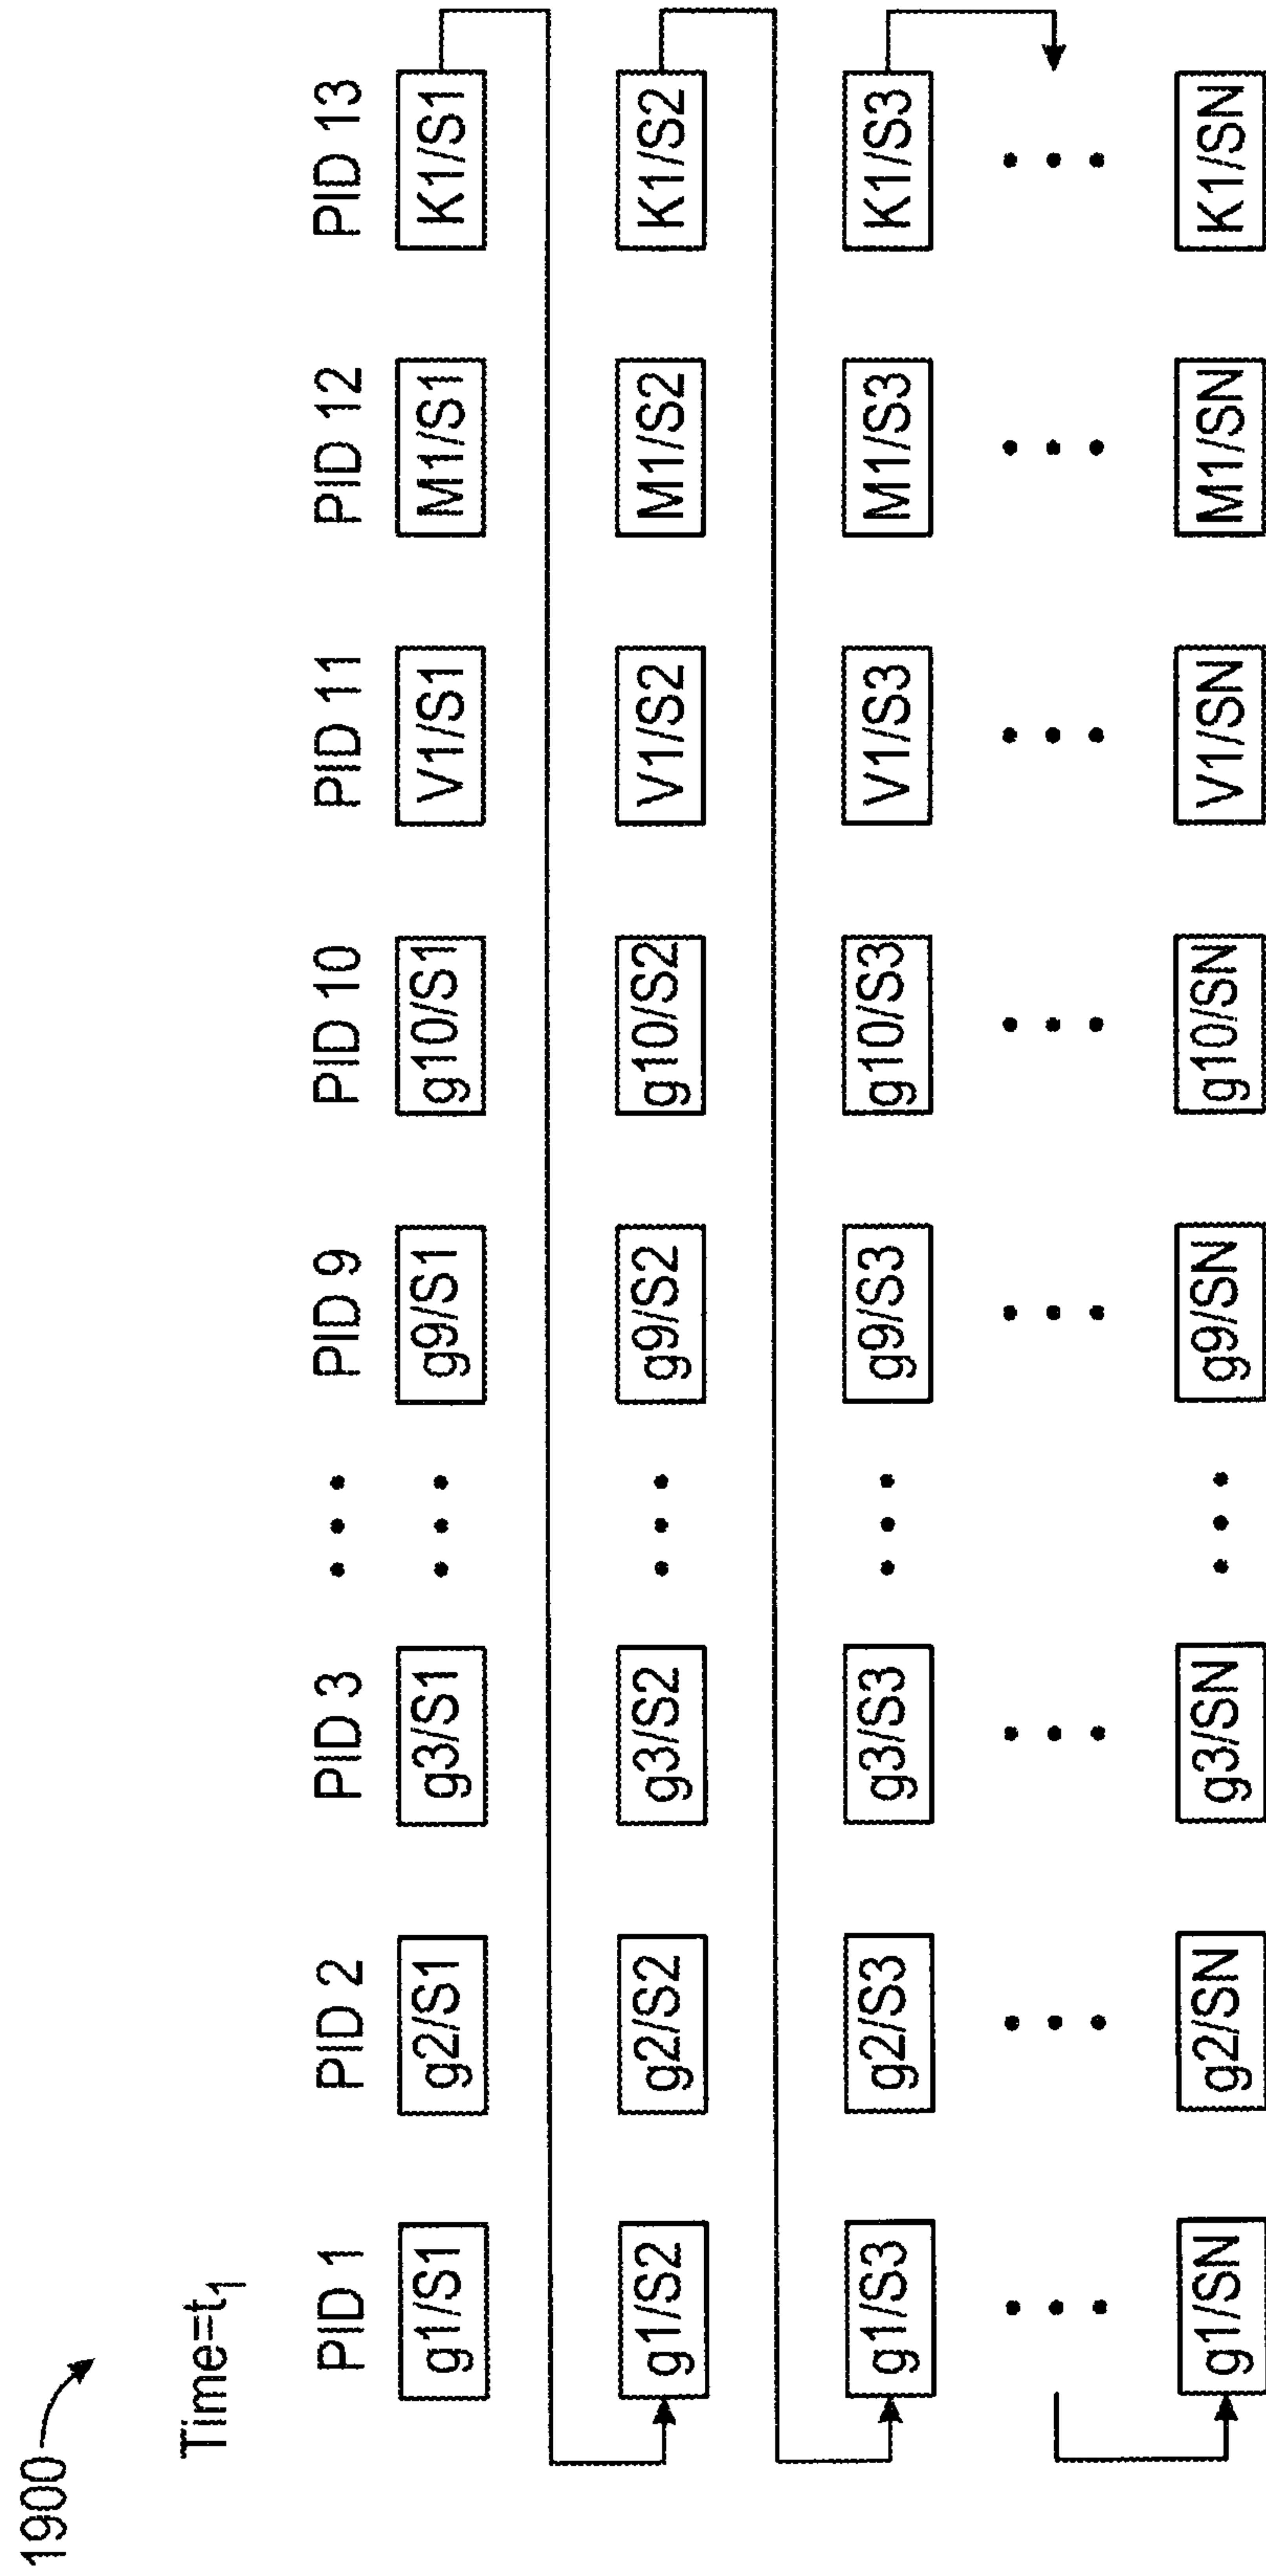 1900
Time=t1
PID 1 PID 2 PID 3 • • • PID 9 PID 10 PID 11 PID 12 PID 13
g1/S1 g2/S1 g3/S1 • • • g9/S1 g10/S1 V1/S1 M1/S1 K1/S1
g1/S2 g2/S2 g3/S2 • • • g9/S2 g10/S2 V1/S2 M1/S2 K1/S2
g1/S3 g2/S3 g3/S3 • • • g9/S3 g10/S3 V1/S3 M1/S3 K1/S3
g1/SN g2/SN g3/SN • • • g9/SN g10/SN V1/SN M1/SN K1/SN